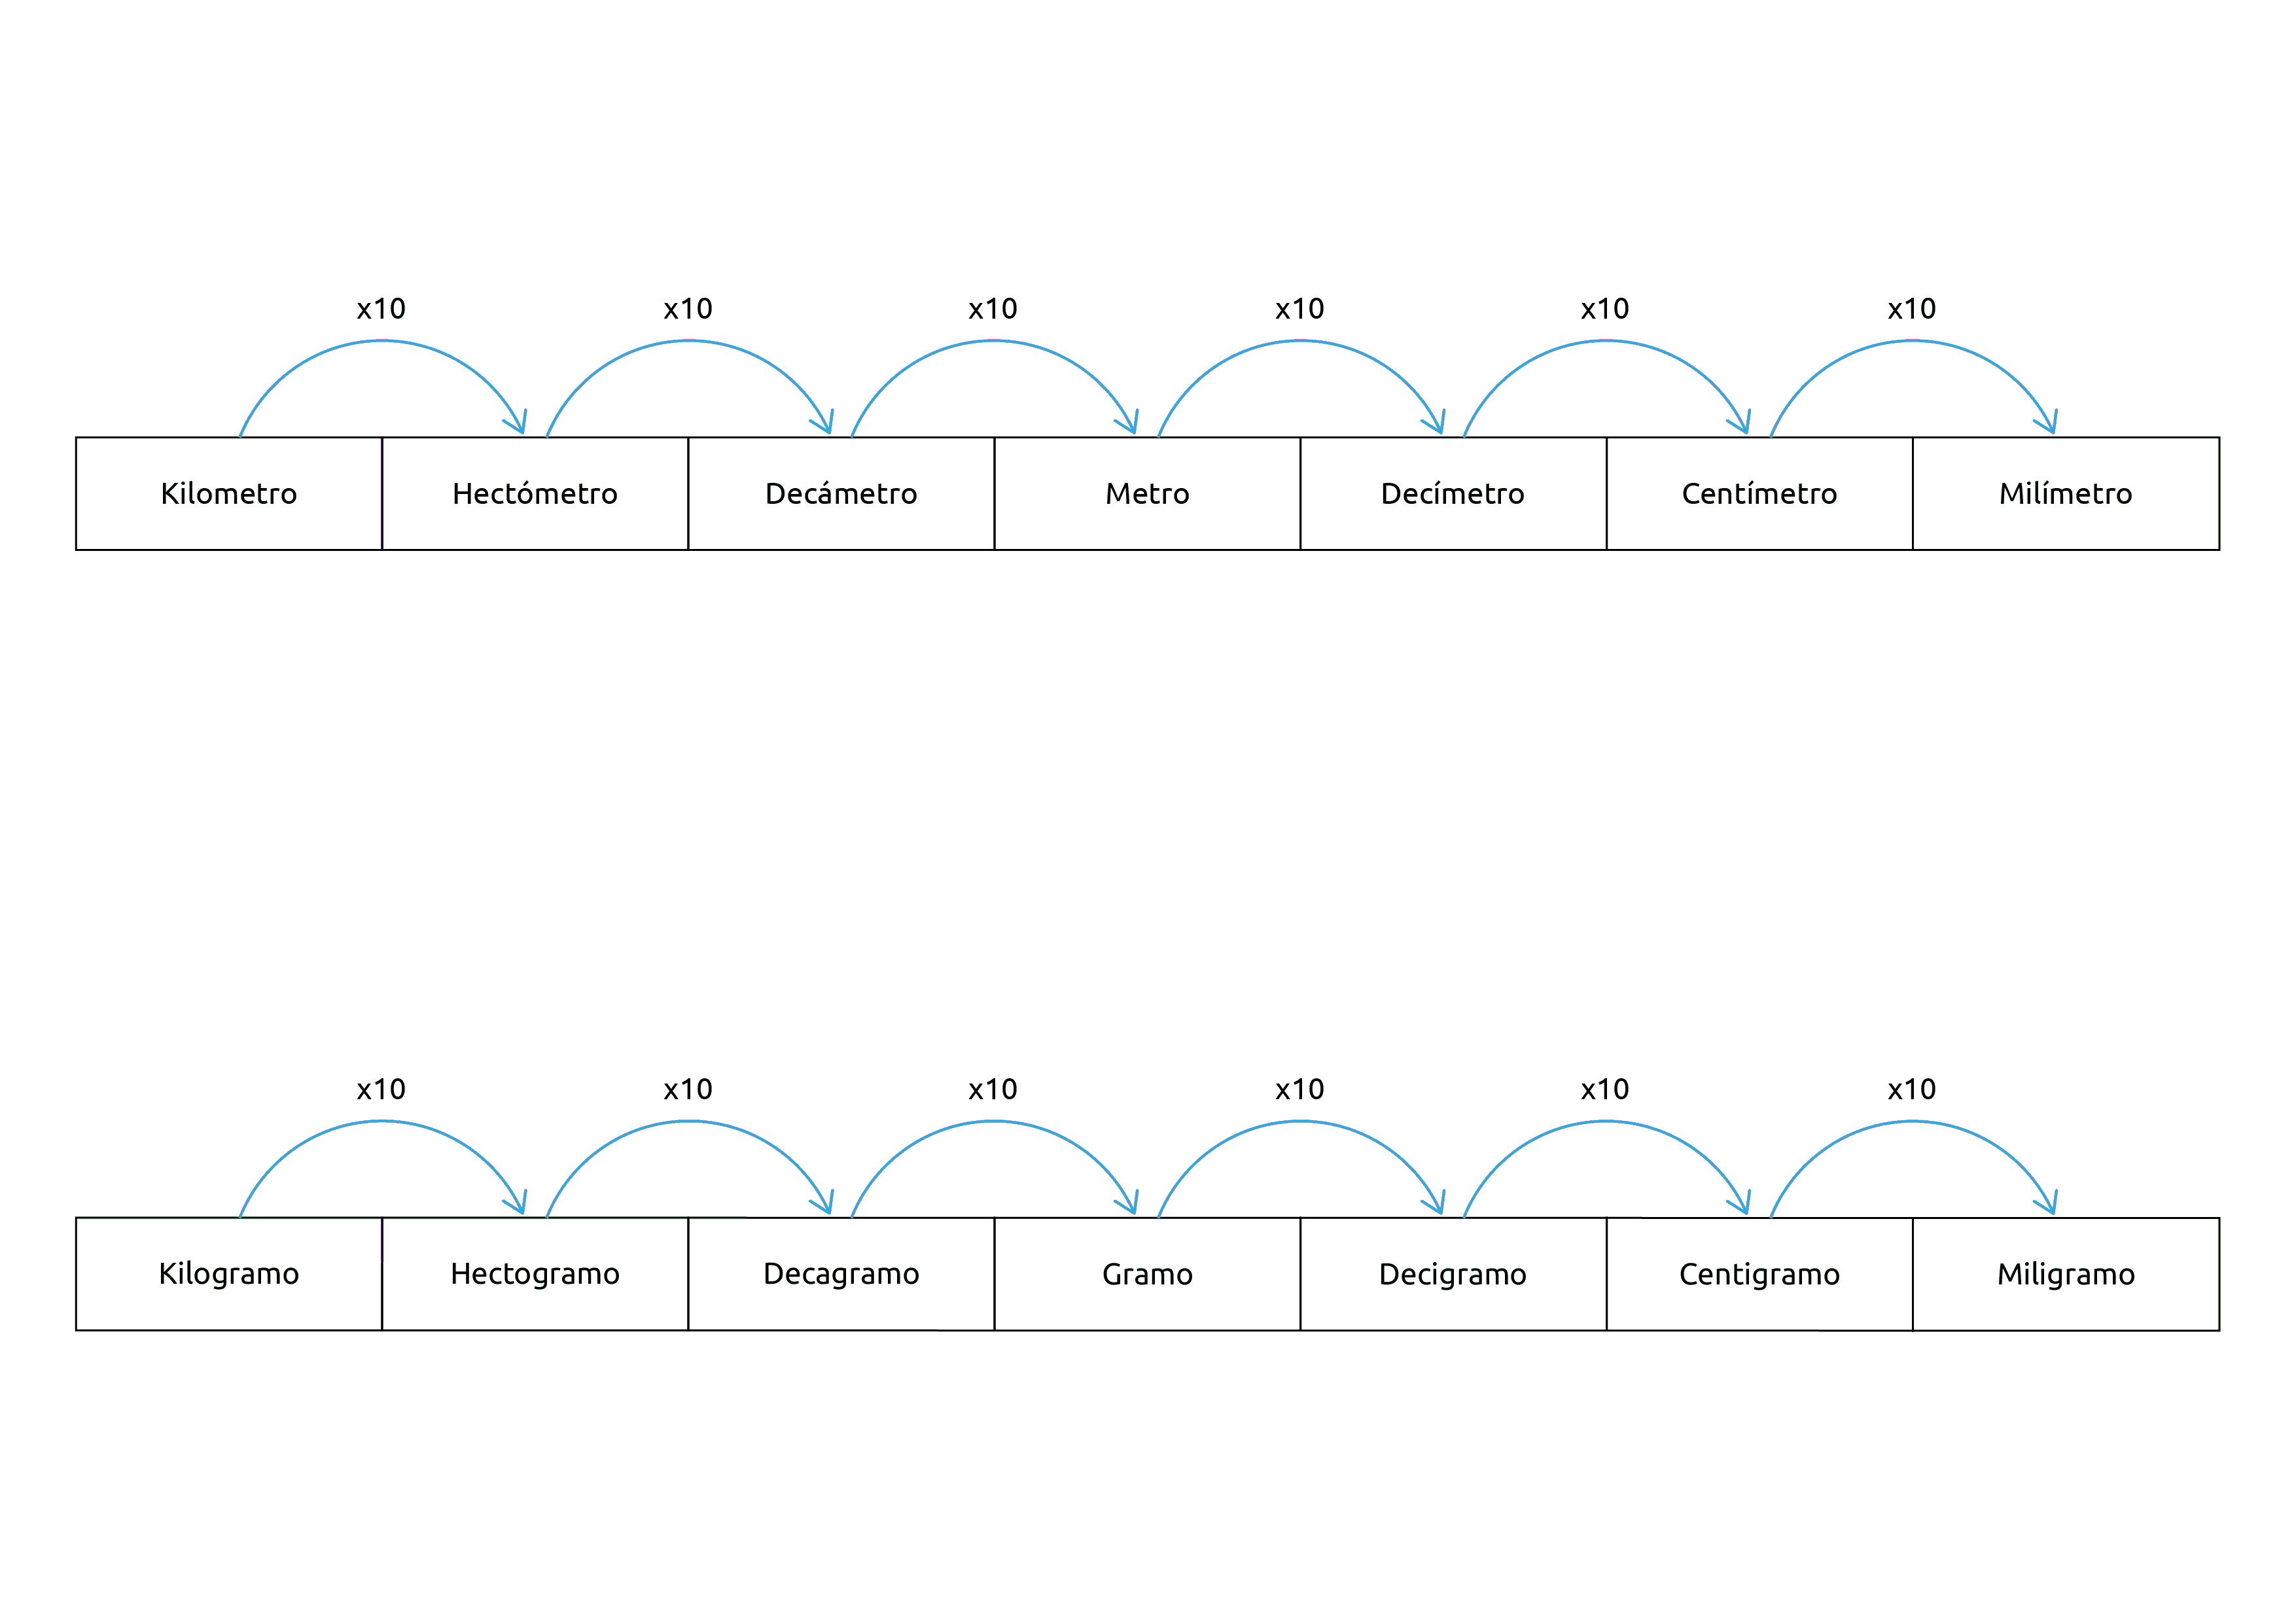 x10 x10 x10 x10 x10 x10
Kilometro Hectómetro Decámetro Metro Decímetro Centímetro Milímetro
x10 x10 x10 x10 x10 x10
Kilogramo Hectogramo Decagramo Gramo Decigramo Centigramo Miligramo